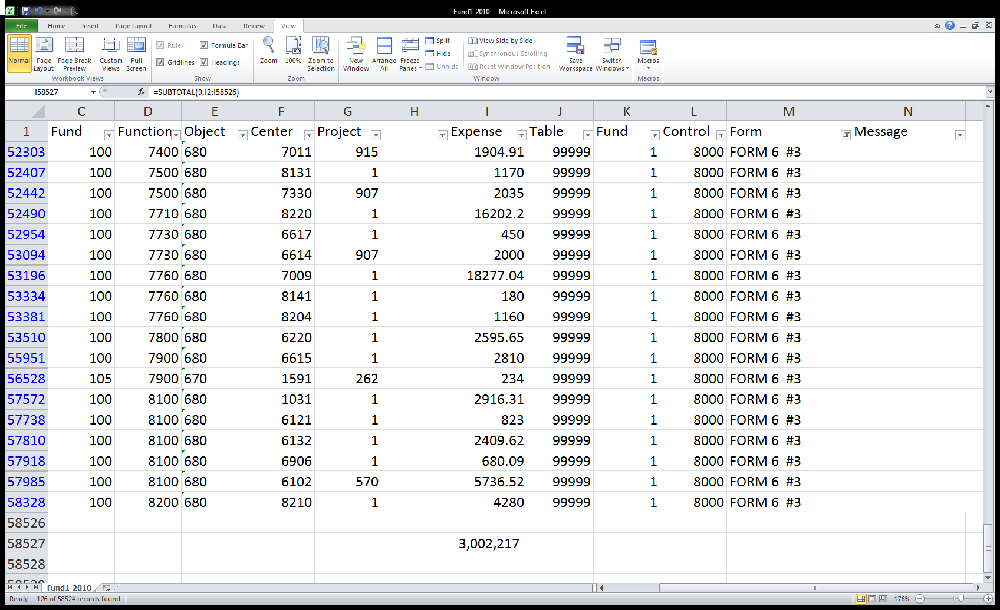 Fund1-2010 - Microsoft Excel
File Home Insert Page Layout Formulas Data Review View
Normal Page Layout Page Break Preview Custom Views Full Screen
Workbook Views
Ruler Formula Bar
Gridlines Headings
Show
Zoom 100% Zoom to Selection
Zoom
New Window Arrange All Freeze Panes Split Hide Unhide
View Side by Side
Synchronous Scrolling
Reset Window Position
Window
Save Workspace Switch Windows
Macros
Macros
I58527 fx =SUBTOTAL(9,I2:I58526)
C D E F G H I J K L M N
1 Fund Function Object Center Project Expense Table Fund Control Form Message
52303 100 7400 680 7011 915 1904.91 99999 1 8000 FORM 6 #3
52407 100 7500 680 8131 1 1170 99999 1 8000 FORM 6 #3
52442 100 7500 680 7330 907 2035 99999 1 8000 FORM 6 #3
52490 100 7710 680 8220 1 16202.2 99999 1 8000 FORM 6 #3
52954 100 7730 680 6617 1 450 99999 1 8000 FORM 6 #3
53094 100 7730 680 6614 907 2000 99999 1 8000 FORM 6 #3
53196 100 7760 680 7009 1 18277.04 99999 1 8000 FORM 6 #3
53334 100 7760 680 8141 1 180 99999 1 8000 FORM 6 #3
53381 100 7760 680 8204 1 1160 99999 1 8000 FORM 6 #3
53510 100 7800 680 6220 1 2595.65 99999 1 8000 FORM 6 #3
55951 100 7900 680 6615 1 2810 99999 1 8000 FORM 6 #3
56528 105 7900 670 1591 262 234 99999 1 8000 FORM 6 #3
57572 100 8100 680 1031 1 2916.31 99999 1 8000 FORM 6 #3
57738 100 8100 680 6121 1 823 99999 1 8000 FORM 6 #3
57810 100 8100 680 6132 1 2409.62 99999 1 8000 FORM 6 #3
57918 100 8100 680 6906 1 680.09 99999 1 8000 FORM 6 #3
57985 100 8100 680 6102 570 5736.52 99999 1 8000 FORM 6 #3
58328 100 8200 680 8210 1 4280 99999 1 8000 FORM 6 #3
58526
58527 3,002,217
58528
58529
Fund1-2010
Ready 126 of 58524 records found 176%